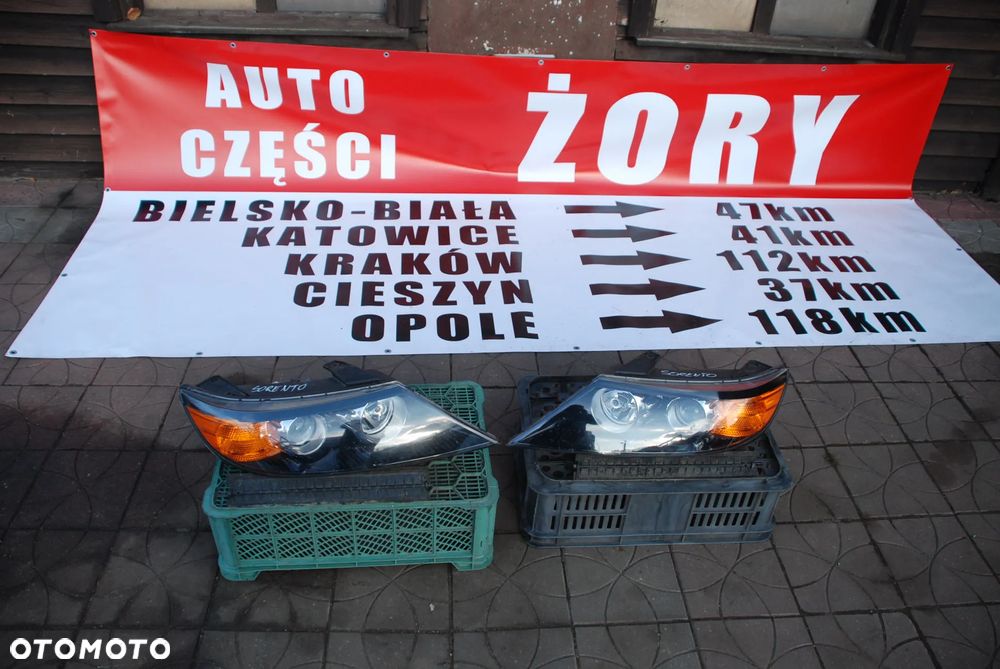 AUTO
CZĘŚCI
ŻORY
BIELSKO-BIAŁA 47km
KATOWICE 41km
KRAKÓW 112km
CIESZYN 37km
OPOLE 118km
SORENTO
SORENTO
OTOMOTO